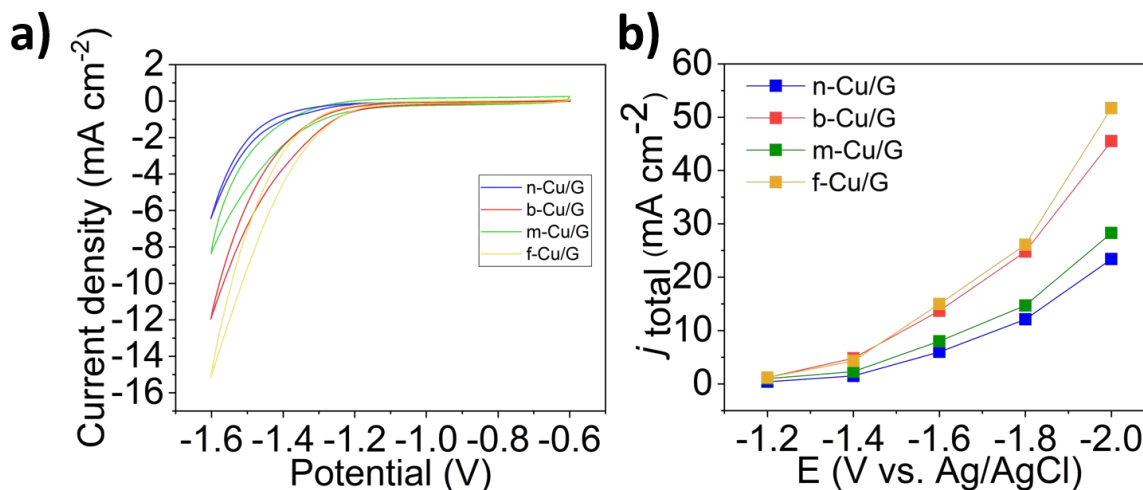 a)
Current density (mA cm-2)
2
0
-2
-4
-6
-8
-10
-12
-14
-16
n-Cu/G
b-Cu/G
m-Cu/G
f-Cu/G
-1.6 -1.4 -1.2 -1.0 -0.8 -0.6
Potential (V)
b)
j total (mA cm-2)
60
50
40
30
20
10
0
n-Cu/G
b-Cu/G
m-Cu/G
f-Cu/G
-1.2 -1.4 -1.6 -1.8 -2.0
E (V vs. Ag/AgCl)